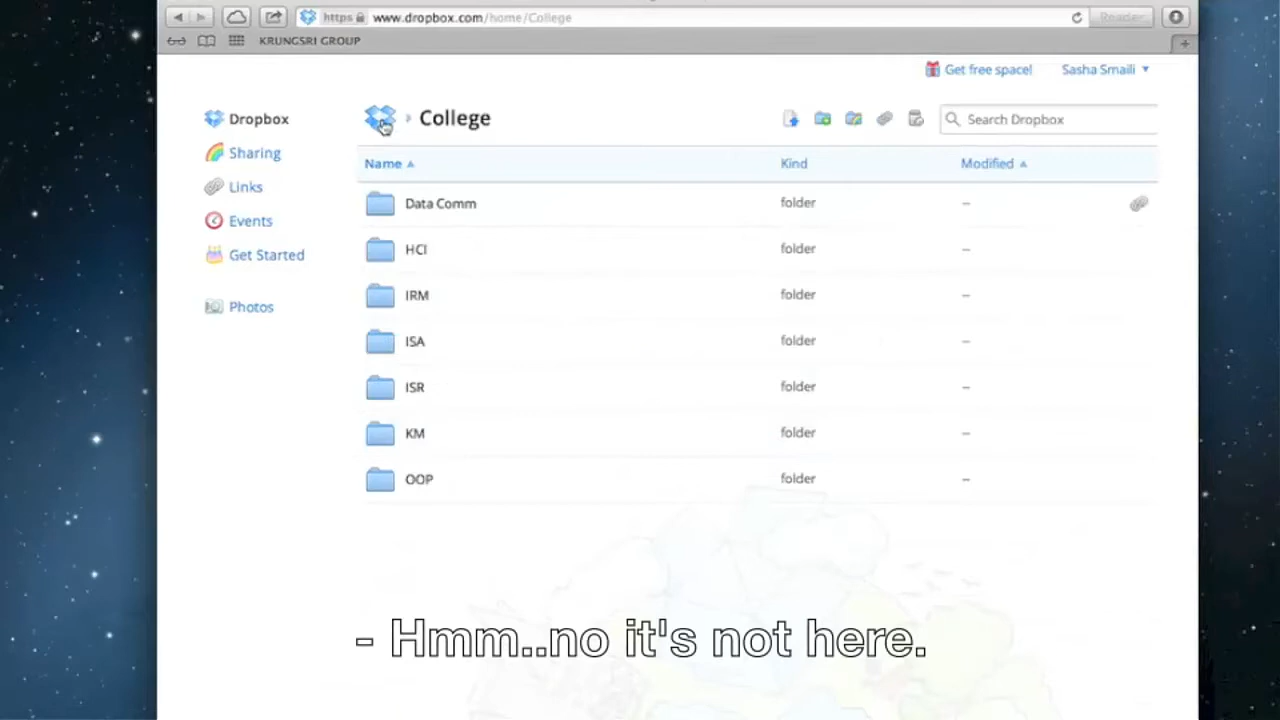 https www.dropbox.com/home/College
Reader
KRUNGSRI GROUP
Get free space!
Sasha Smaili
Dropbox
College
Search Dropbox
Sharing
Links
Events
Get Started
Photos
Name Kind Modified
Data Comm folder --
HCI folder --
IRM folder --
ISA folder --
ISR folder --
KM folder --
OOP folder --
- Hmm..no it's not here.